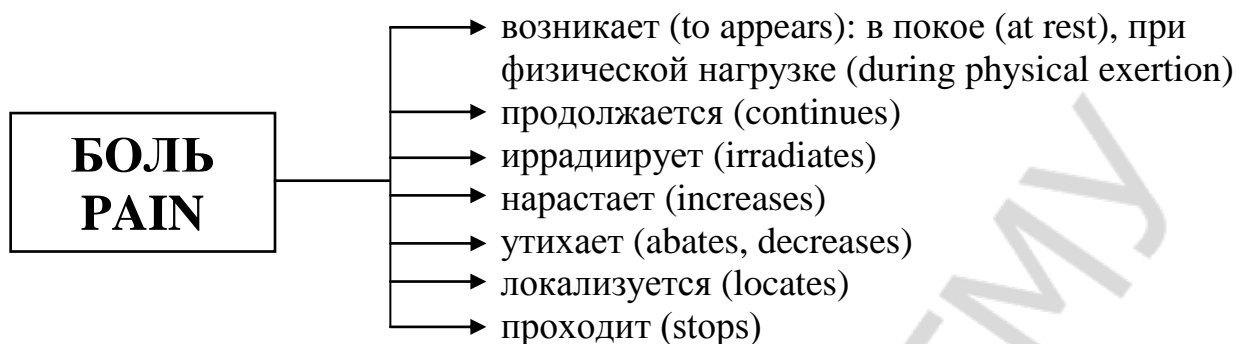 возникает (to appears): в покое (at rest), при
физической нагрузке (during physical exertion)
продолжается (continues)
БОЛЬ
PAIN
иррадиирует (irradiates)
нарастает (increases)
утихает (abates, decreases)
локализуется (locates)
проходит (stops)